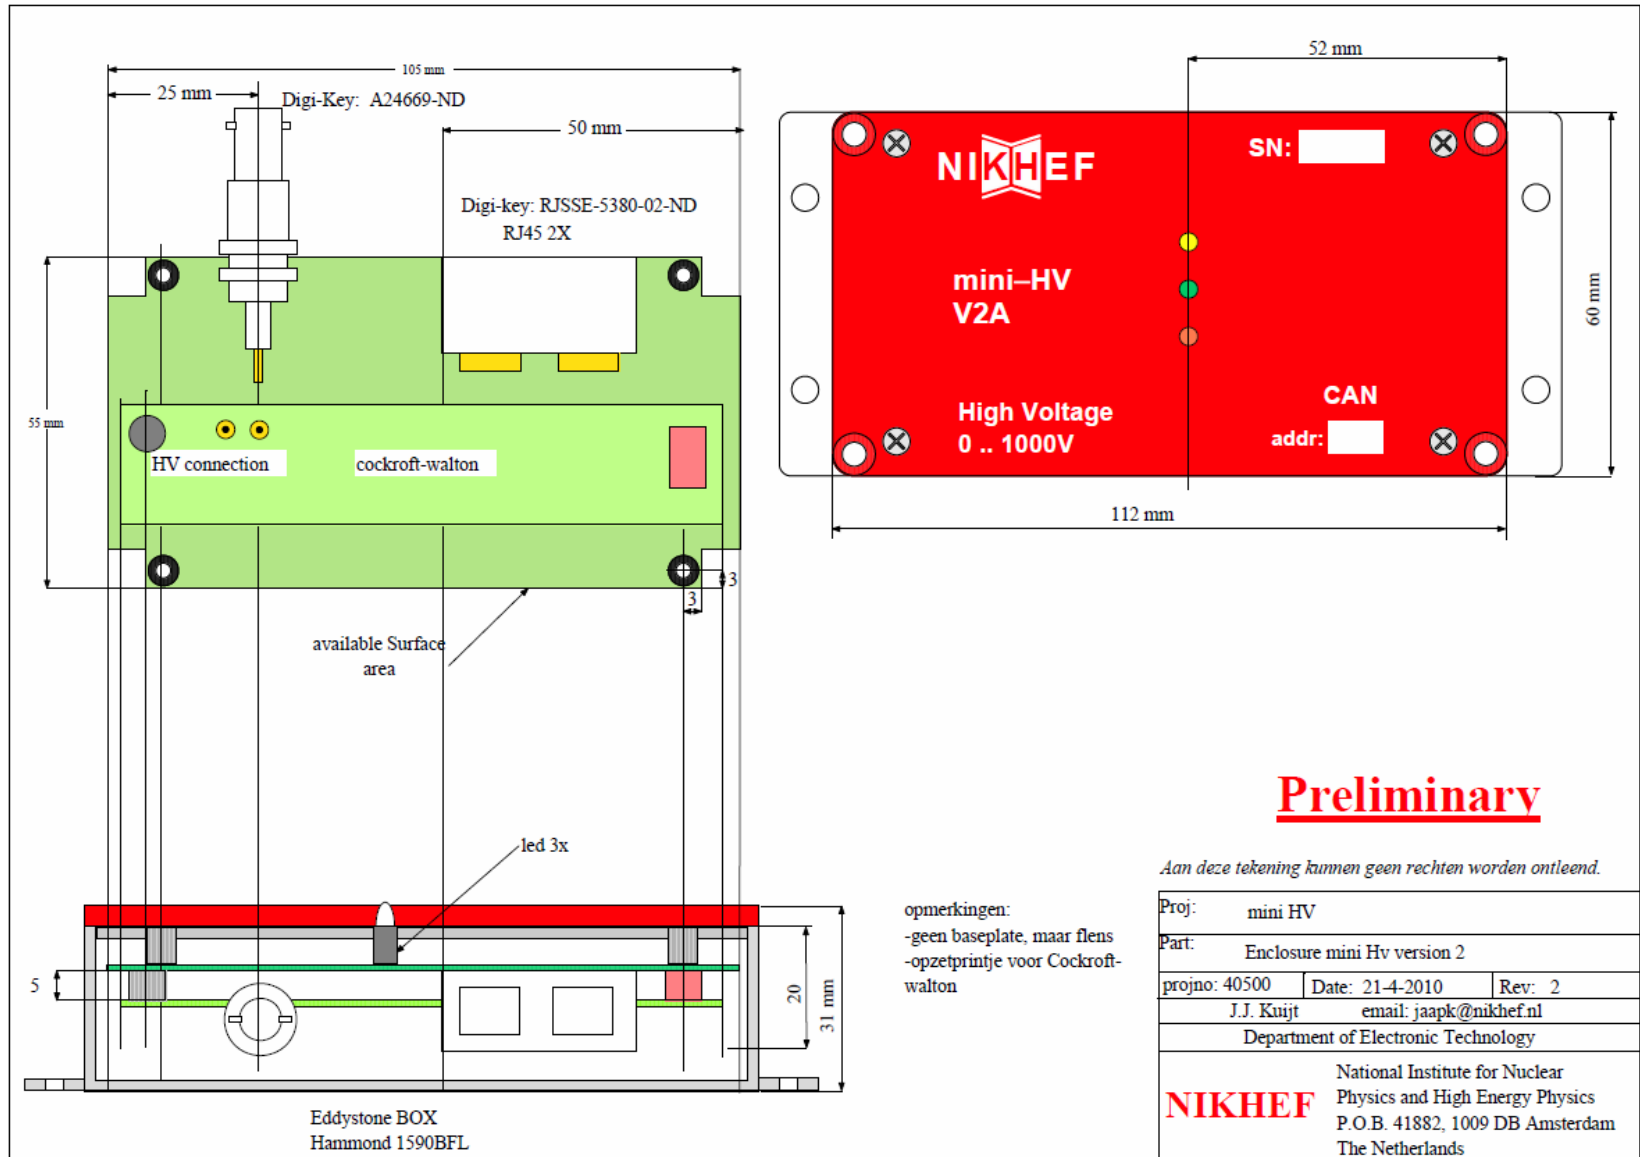 105 mm
25 mm
Digi-Key: A24669-ND
50 mm
Digi-key: RJSSE-5380-02-ND
RJ45 2X
55 mm
HV connection
cockroft-walton
3
3
available Surface
area
52 mm
NIKHEF
SN:
mini–HV
V2A
60 mm
High Voltage
0 .. 1000V
CAN
addr:
112 mm
led 3x
5
20
31 mm
Eddystone BOX
Hammond 1590BFL
opmerkingen:
-geen baseplate, maar flens
-opzetprintje voor Cockroft-
walton
Preliminary
Aan deze tekening kunnen geen rechten worden ontleend.
Proj: mini HV
Part: Enclosure mini Hv version 2
projno: 40500 Date: 21-4-2010 Rev: 2
J.J. Kuijt email: jaapk@nikhef.nl
Department of Electronic Technology
NIKHEF
National Institute for Nuclear
Physics and High Energy Physics
P.O.B. 41882, 1009 DB Amsterdam
The Netherlands